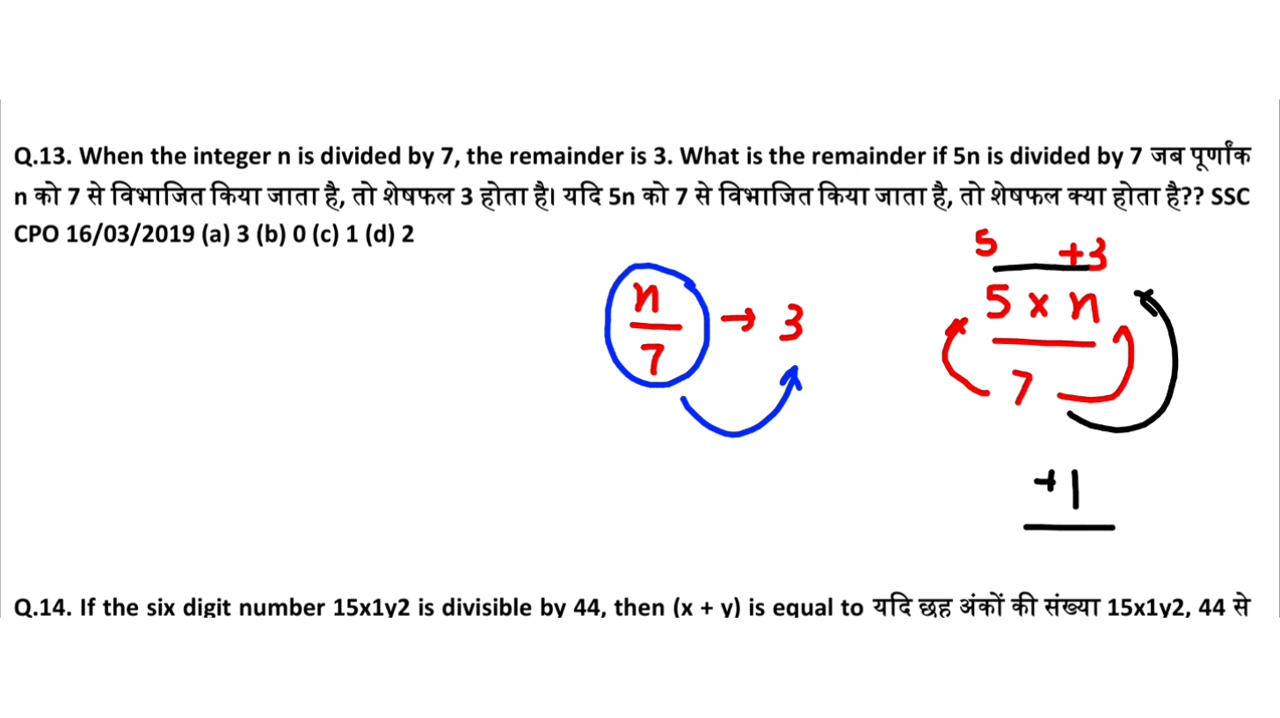 Q.13. When the integer n is divided by 7, the remainder is 3. What is the remainder if 5n is divided by 7 जब पूर्णांक
n को 7 से विभाजित किया जाता है, तो शेषफल 3 होता है। यदि 5n को 7 से विभाजित किया जाता है, तो शेषफल क्या होता है?? SSC
CPO 16/03/2019 (a) 3 (b) 0 (c) 1 (d) 2
5 +3
n → 3
7
5 x n
7
+1
Q.14. If the six digit number 15x1y2 is divisible by 44, then (x + y) is equal to यदि छह अंकों की संख्या 15x1y2, 44 से